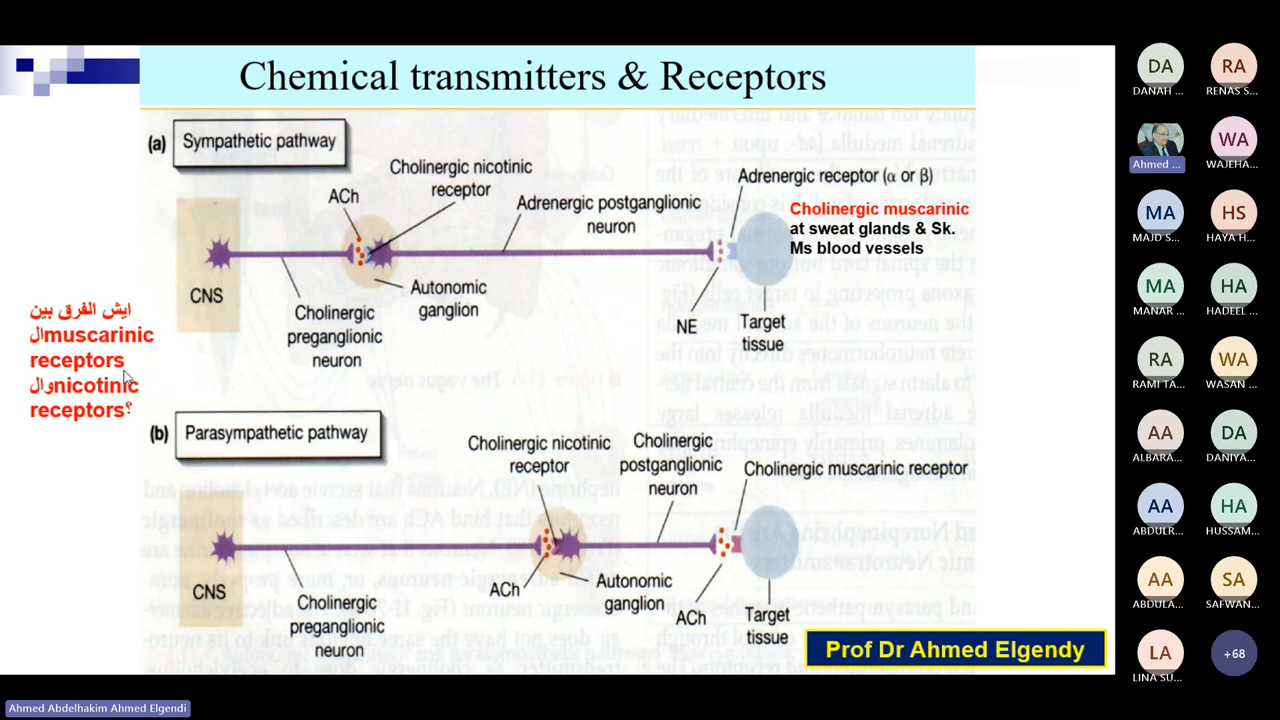 Chemical transmitters & Receptors
(a)
Sympathetic pathway
Cholinergic nicotinic
receptor
ACh
Adrenergic postganglionic
neuron
Adrenergic receptor (α or β)
Cholinergic muscarinic
at sweat glands & Sk.
Ms blood vessels
CNS
Autonomic
ganglion
Cholinergic
preganglionic
neuron
NE
Target
tissue
ايش الفرق بين
الmuscarinic
receptors
والnicotinic
receptors؟
(b)
Parasympathetic pathway
Cholinergic nicotinic
receptor
Cholinergic
postganglionic
neuron
Cholinergic muscarinic receptor
CNS
ACh
Autonomic
ganglion
Cholinergic
preganglionic
neuron
ACh
Target
tissue
Prof Dr Ahmed Elgendy
Ahmed Abdelhakim Ahmed Elgendi
DA
DANAH ...
RA
RENAS S...
Ahmed ...
WA
WAJEHA...
MA
MAJD S...
HS
HAYA H...
MA
MANAR ...
HA
HADEEL ...
RA
RAMI TA...
WA
WASAN ...
AA
ALBARA...
DA
DANIYA...
AA
ABDULR...
HA
HUSSAM...
AA
ABDULA...
SA
SAFWAN...
LA
LINA SU...
+68